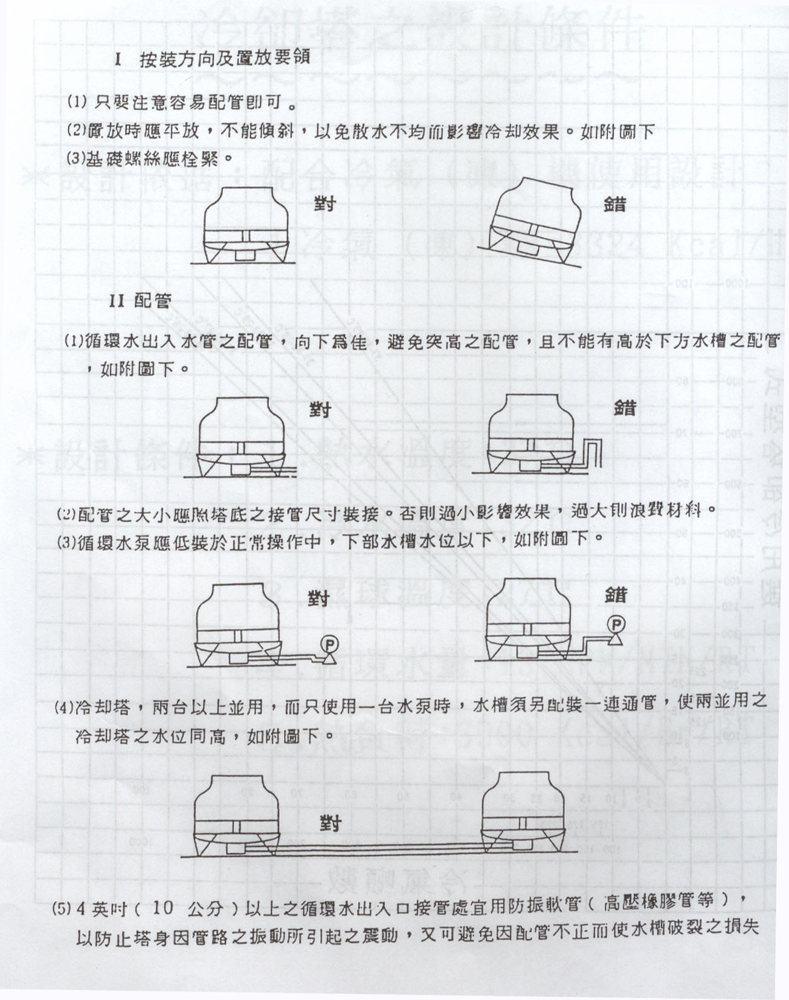 I 按裝方向及置放要領
(1) 只要注意容易配管即可。
(2)置放時應平放，不能傾斜，以免散水不均而影響冷却效果。如附圖下
(3)基礎螺絲應栓緊。
對
錯
II 配管
(1)循環水出入水管之配管，向下為佳，避免突高之配管，且不能有高於下方水槽之配管
，如附圖下。
對
錯
(2)配管之大小應照塔底之接管尺寸裝接。否則過小影響效果，過大則浪費材料。
(3)循環水泵應低裝於正常操作中，下部水槽水位以下，如附圖下。
對
P
錯
P
(4)冷却塔，兩台以上並用，而只使用一台水泵時，水槽須另配裝一連通管，使兩並用之
冷却塔之水位同高，如附圖下。
對
(5) 4 英吋（ 10 公分）以上之循環水出入口接管處宜用防振軟管（高壓橡膠管等），
以防止塔身因管路之振動所引起之震動，又可避免因配管不正而使水槽破裂之損失